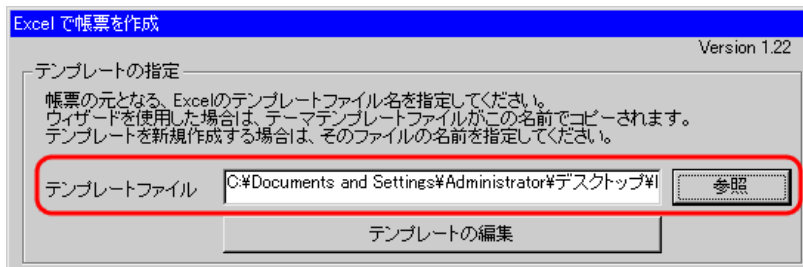 Excel で帳票を作成
Version 1.22
テンプレートの指定
帳票の元となる、Excelのテンプレートファイル名を指定してください。
ウィザードを使用した場合は、テーマテンプレートファイルがこの名前でコピーされます。
テンプレートを新規作成する場合は、そのファイルの名前を指定してください。
テンプレートファイル C:¥Documents and Settings¥Administrator¥デスクトップ¥ 参照
テンプレートの編集